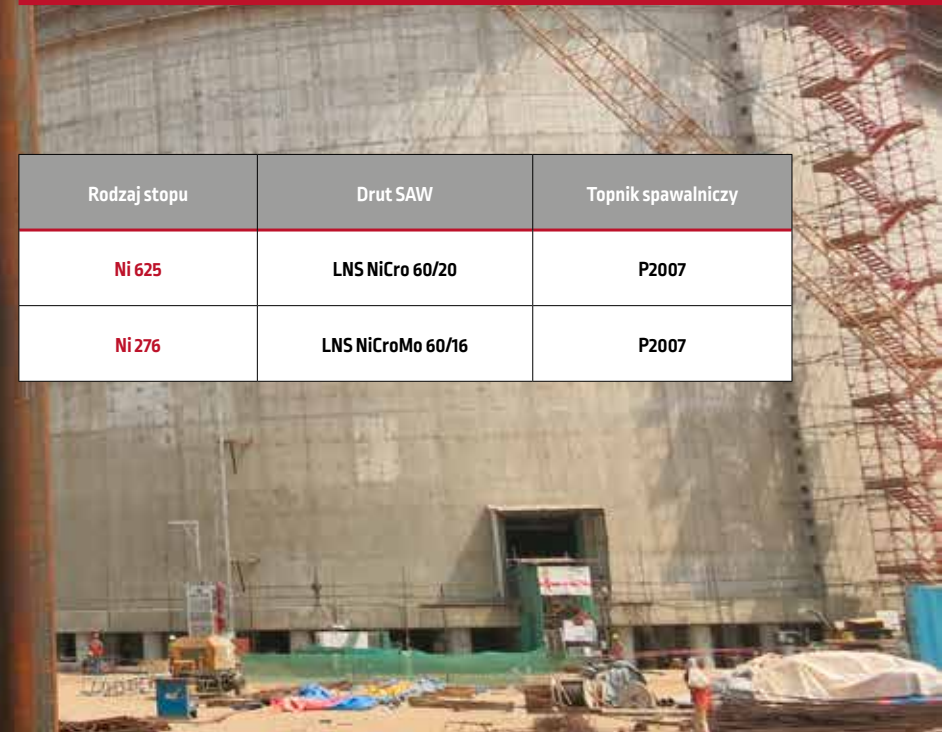 Rodzaj stopu Drut SAW Topnik spawalniczy
Ni 625 LNS NiCro 60/20 P2007
Ni 276 LNS NiCroMo 60/16 P2007